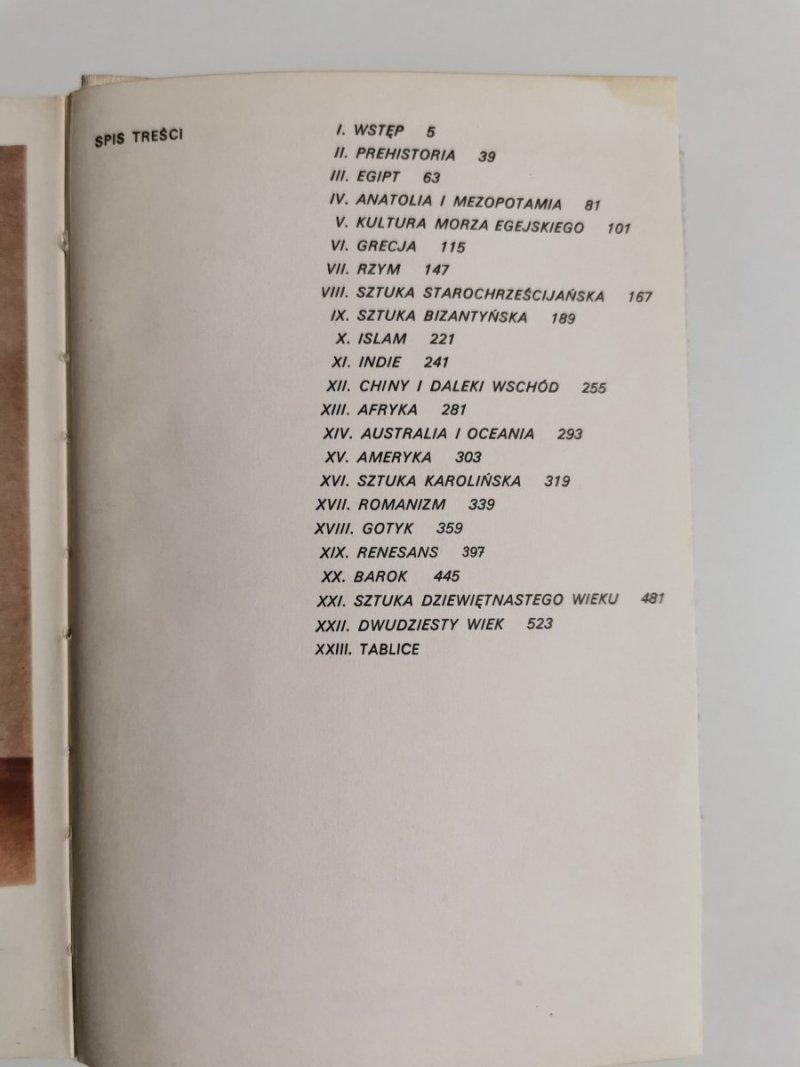 SPIS TREŚCI
I. WSTĘP 5
II. PREHISTORIA 39
III. EGIPT 63
IV. ANATOLIA I MEZOPOTAMIA 81
V. KULTURA MORZA EGEJSKIEGO 101
VI. GRECJA 115
VII. RZYM 147
VIII. SZTUKA STAROCHRZEŚCIJAŃSKA 167
IX. SZTUKA BIZANTYŃSKA 189
X. ISLAM 221
XI. INDIE 241
XII. CHINY I DALEKI WSCHÓD 255
XIII. AFRYKA 281
XIV. AUSTRALIA I OCEANIA 293
XV. AMERYKA 303
XVI. SZTUKA KAROLIŃSKA 319
XVII. ROMANIZM 339
XVIII. GOTYK 359
XIX. RENESANS 397
XX. BAROK 445
XXI. SZTUKA DZIEWIĘTNASTEGO WIEKU 481
XXII. DWUDZIESTY WIEK 523
XXIII. TABLICE